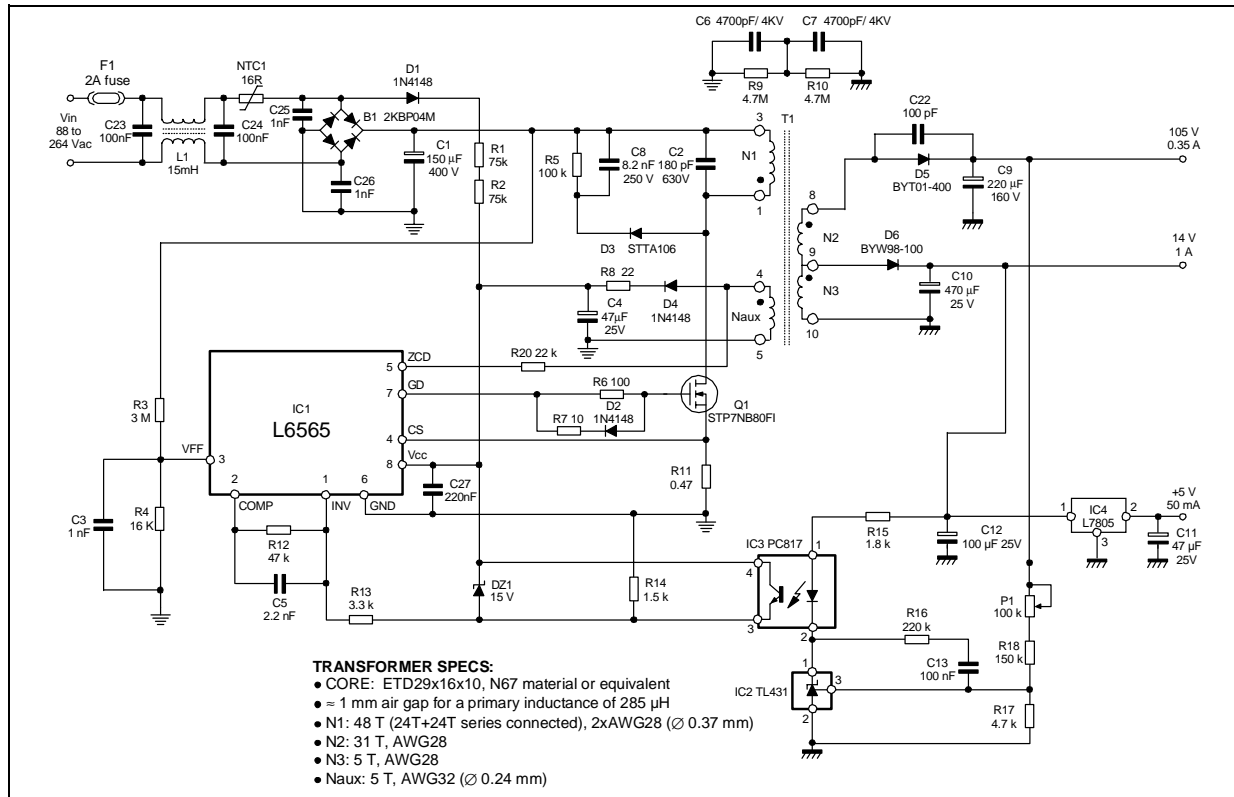 C6 4700pF/ 4KV
C7 4700pF/ 4KV
F1
2A fuse
NTC1
16R
D1
1N4148
R9
4.7M
R10
4.7M
Vin
88 to
264 Vac
C23
100nF
L1
15mH
C24
100nF
C25
1nF
B1
2KBP04M
C1
150 µF
400 V
C26
1nF
R1
75k
R2
75k
R5
100 k
C8
8.2 nF
250 V
C2
180 pF
630V
3
T1
N1
1
D3 STTA106
C22
100 pF
D5
BYT01-400
105 V
0.35 A
C9
220 µF
160 V
8
N2
9
N3
10
D6
BYW98-100
14 V
1 A
C10
470 µF
25 V
R8 22
C4
47µF
25V
D4
1N4148
4
Naux
5
R20 22 k
ZCD
5
GD
7
R6 100
D2
1N4148
R7 10
Q1
STP7NB80FI
IC1
L6565
CS
4
Vcc
8
R3
3 M
VFF
3
2
COMP
1
INV
6
GND
C27
220nF
R11
0.47
C3
1 nF
R4
16 K
R12
47 k
C5
2.2 nF
R13
3.3 k
DZ1
15 V
R14
1.5 k
IC3 PC817
1
4
3
2
R15
1.8 k
C12
100 µF 25V
1
IC4
L7805
2
3
+5 V
50 mA
C11
47 µF
25V
P1
100 k
R16
220 k
R18
150 k
C13
100 nF
1
IC2 TL431
3
2
R17
4.7 k
TRANSFORMER SPECS:
• CORE: ETD29x16x10, N67 material or equivalent
• ≈ 1 mm air gap for a primary inductance of 285 µH
• N1: 48 T (24T+24T series connected), 2xAWG28 (∅ 0.37 mm)
• N2: 31 T, AWG28
• N3: 5 T, AWG28
• Naux: 5 T, AWG32 (∅ 0.24 mm)